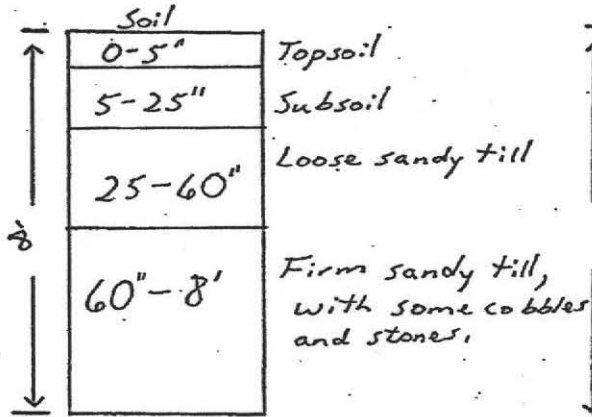 Soil
0-5" Topsoil
5-25" Subsoil
25-60" Loose sandy till
8'
60"-8' Firm sandy till,
with some cobbles
and stones.